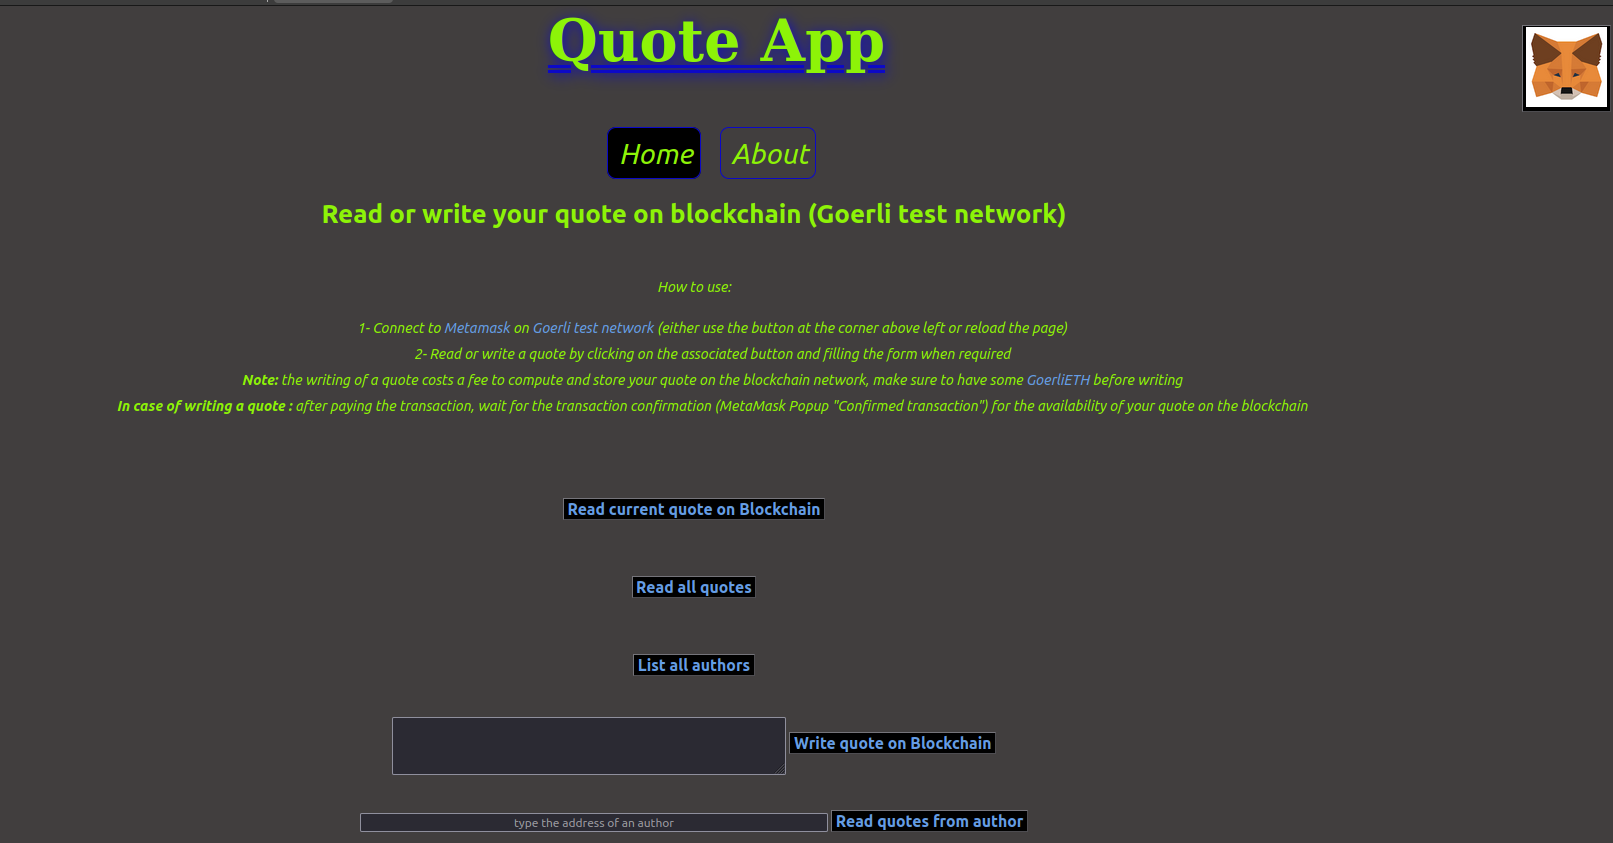 Quote App
Home
About
Read or write your quote on blockchain (Goerli test network)
How to use:
1- Connect to Metamask on Goerli test network (either use the button at the corner above left or reload the page)
2- Read or write a quote by clicking on the associated button and filling the form when required
Note: the writing of a quote costs a fee to compute and store your quote on the blockchain network, make sure to have some GoerliETH before writing
In case of writing a quote : after paying the transaction, wait for the transaction confirmation (MetaMask Popup "Confirmed transaction") for the availability of your quote on the blockchain
Read current quote on Blockchain
Read all quotes
List all authors
Write quote on Blockchain
type the address of an author
Read quotes from author